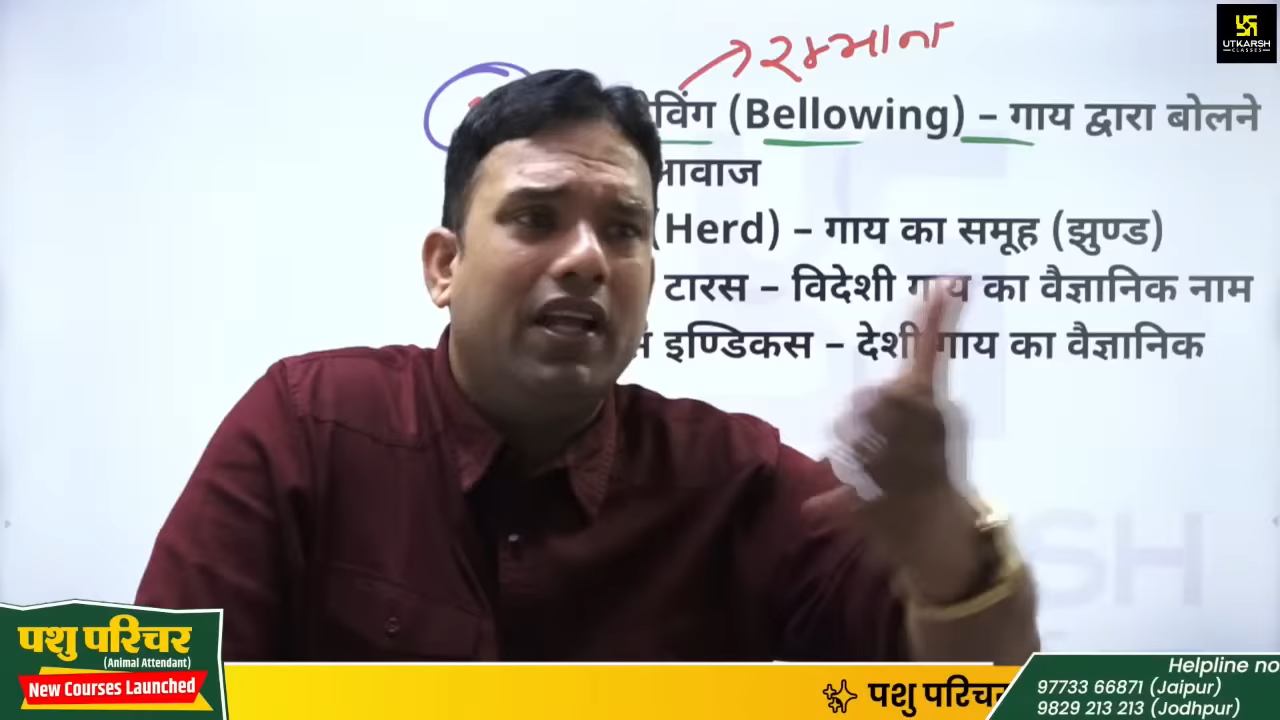 रम्भाना
UTKARSH
CLASSES
विंग (Bellowing) – गाय द्वारा बोलने
आवाज
(Herd) – गाय का समूह (झुण्ड)
टारस – विदेशी गाय का वैज्ञानिक नाम
इण्डिकस – देशी गाय का वैज्ञानिक
SH
पशु परिचर
(Animal Attendant)
New Courses Launched
पशु परिचर
Helpline no
97733 66871 (Jaipur)
9829 213 213 (Jodhpur)